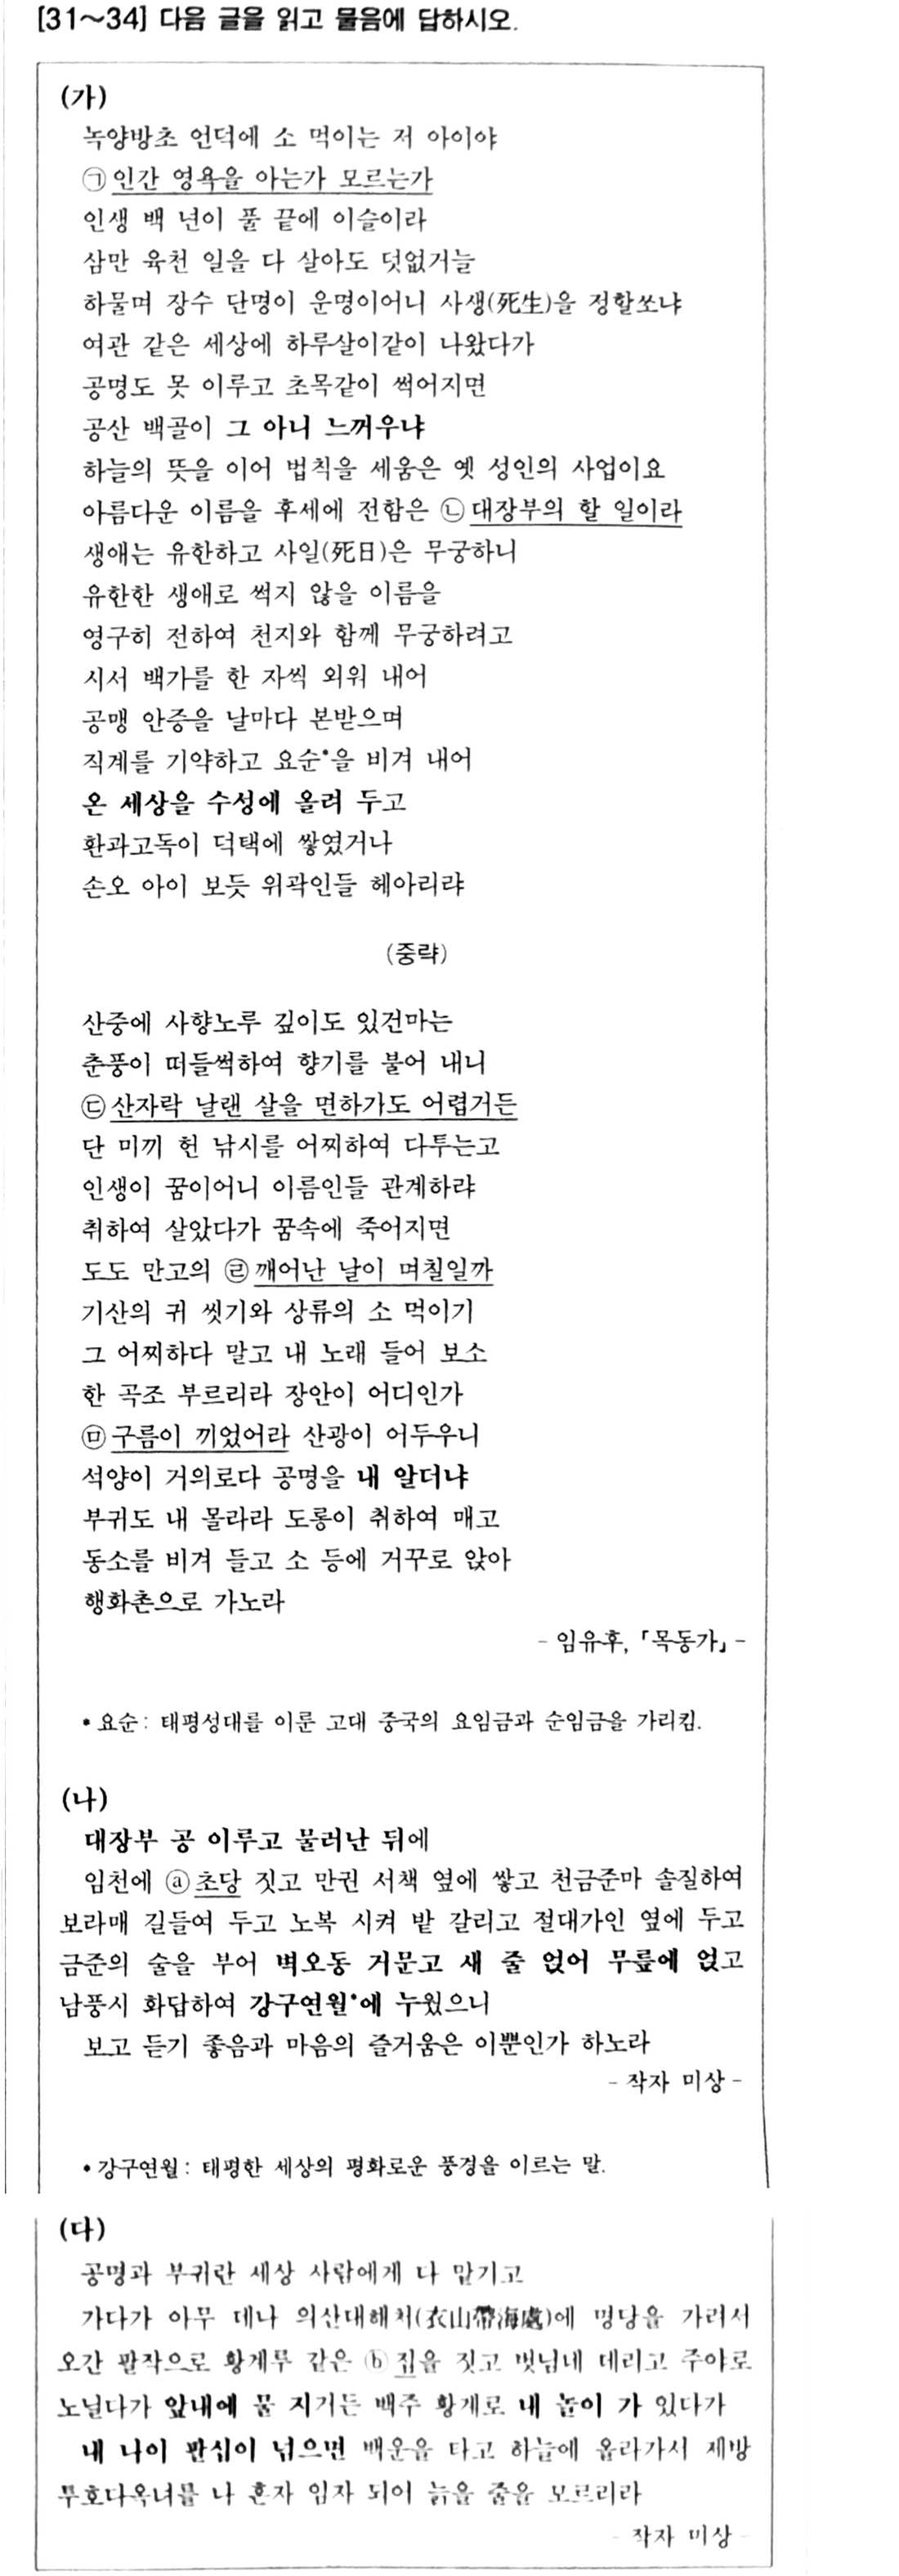 [31~34] 다음 글을 읽고 물음에 답하시오.
(가)
녹양방초 언덕에 소 먹이는 저 아이야
㉠인간 영욕을 아는가 모르는가
인생 백 년이 풀 끝에 이슬이라
삼만 육천 일을 다 살아도 덧없거늘
하물며 장수 단명이 운명이어니 사생(死生)을 정할쏘냐
여관 같은 세상에 하루살이같이 나왔다가
공명도 못 이루고 초목같이 썩어지면
공산 백골이 그 아니 느꺼우냐
하늘의 뜻을 이어 법칙을 세움은 옛 성인의 사업이요
아름다운 이름을 후세에 전함은 ㉡대장부의 할 일이라
생애는 유한하고 사일(死日)은 무궁하니
유한한 생애로 썩지 않을 이름을
영구히 전하여 천지와 함께 무궁하려고
시서 백가를 한 자씩 외워 내어
공맹 안증을 날마다 본받으며
직계를 기약하고 요순*을 비겨 내어
온 세상을 수성에 올려 두고
환과고독이 덕택에 쌓였거나
손오 아이 보듯 위곽인들 헤아리랴
(중략)
산중에 사향노루 깊이도 있건마는
춘풍이 떠들썩하여 향기를 불어 내니
㉢산자락 날랜 살을 면하가도 어렵거든
단 미끼 헌 낚시를 어찌하여 다투는고
인생이 꿈이어니 이름인들 관계하랴
취하여 살았다가 꿈속에 죽어지면
도도 만고의 ㉣깨어난 날이 며칠일까
기산의 귀 씻기와 상류의 소 먹이기
그 어찌하다 말고 내 노래 들어 보소
한 곡조 부르리라 장안이 어디인가
㉤구름이 끼었어라 산광이 어두우니
석양이 거의로다 공명을 내 알더냐
부귀도 내 몰라라 도롱이 취하여 매고
동소를 비겨 들고 소 등에 거꾸로 앉아
행화촌으로 가노라
- 임유후, 「목동가」 -
* 요순: 태평성대를 이룬 고대 중국의 요임금과 순임금을 가리킴.
(나)
대장부 공 이루고 물러난 뒤에
임천에 ⓐ초당 짓고 만권 서책 옆에 쌓고 천금준마 솔질하여
보라매 길들여 두고 노복 시켜 밭 갈리고 절대가인 옆에 두고
금준의 술을 부어 벽오동 거문고 새 줄 얹어 무릎에 얹고
남풍시 화답하여 강구연월*에 누웠으니
보고 듣기 좋음과 마음의 즐거움은 이뿐인가 하노라
- 작자 미상 -
* 강구연월: 태평한 세상의 평화로운 풍경을 이르는 말.
(다)
공명과 부귀란 세상 사람에게 다 맡기고
가다가 아무 데나 의산대해처(衣山帶海處)에 명당을 가려서
오간 팔작으로 황계루 같은 ⓑ집을 짓고 벗님네 데리고 주야로
노닐다가 앞내에 물 지거든 백주 황계로 내 놀이 가 있다가
내 나이 판십이 넘으면 백운을 타고 하늘에 올라가서 제방
투호다옥녀를 나 혼자 임자 되어 늙을 줄을 모르리라
- 작자 미상 -